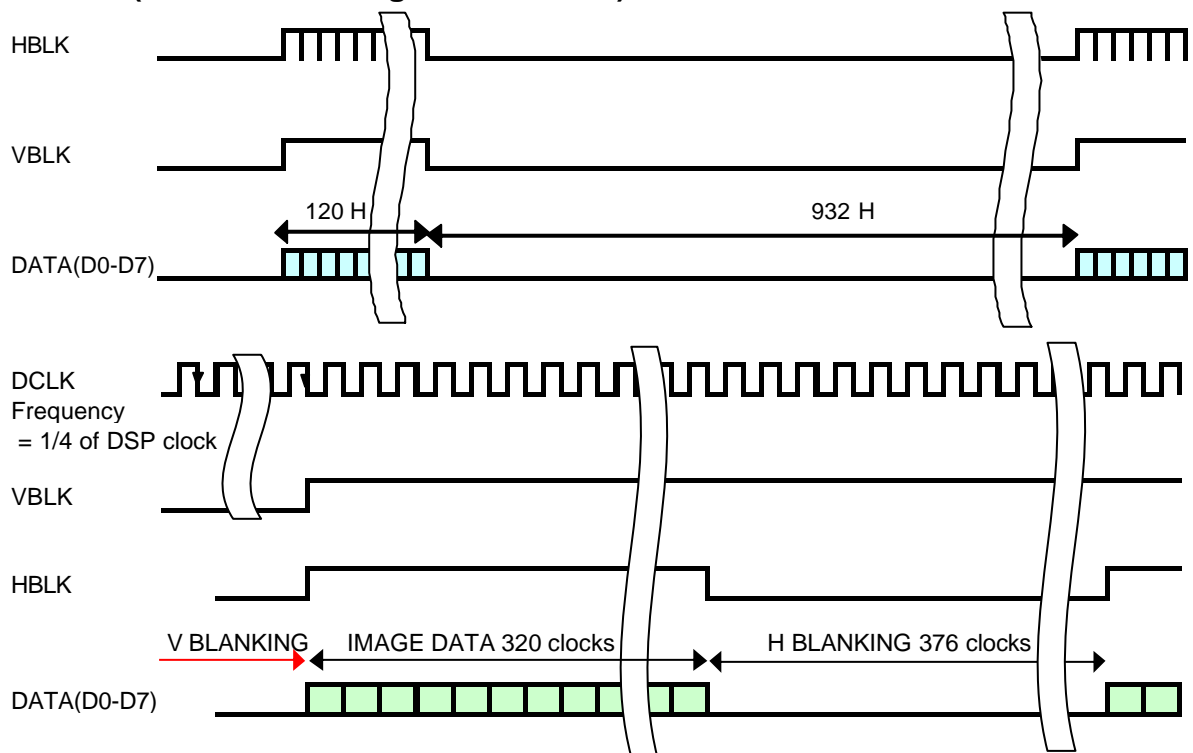 HBLK
VBLK
120 H
932 H
DATA(D0-D7)
DCLK
Frequency
= 1/4 of DSP clock
VBLK
HBLK
V BLANKING
IMAGE DATA 320 clocks
H BLANKING 376 clocks
DATA(D0-D7)